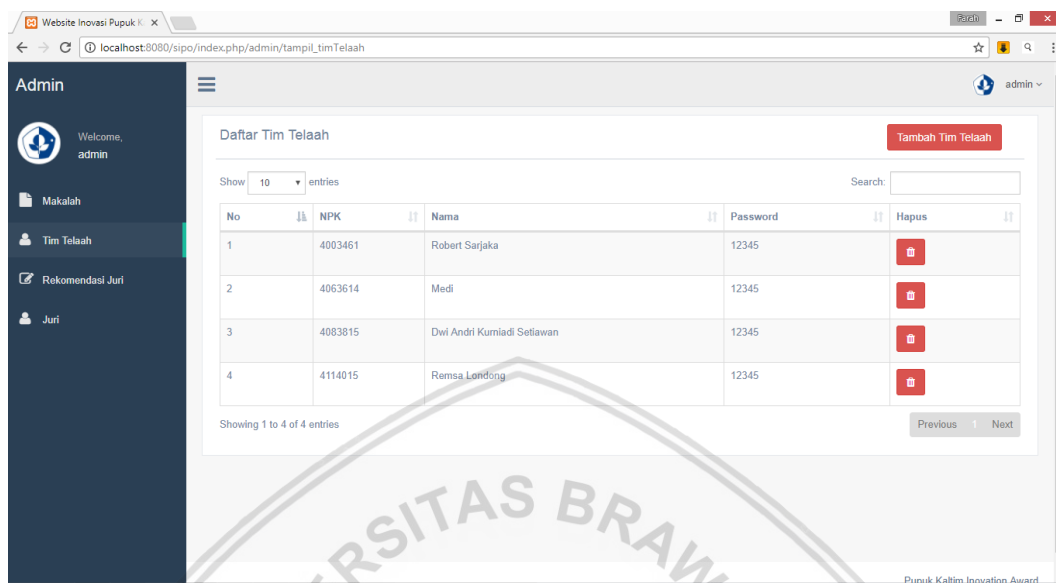 Website Inovasi Pupuk K
Farah
localhost:8080/sipo/index.php/admin/tampil_timTelaah
Admin
admin
Welcome,
admin
Makalah
Tim Telaah
Rekomendasi Juri
Juri
Daftar Tim Telaah
Tambah Tim Telaah
Show 10 entries
Search:
No NPK Nama Password Hapus
1 4003461 Robert Sarjaka 12345
2 4063614 Medi 12345
3 4083815 Dwi Andri Kurniadi Setiawan 12345
4 4114015 Remsa Londong 12345
Showing 1 to 4 of 4 entries
Previous 1 Next
RSITAS BRAW
Pupuk Kaltim Inovation Award